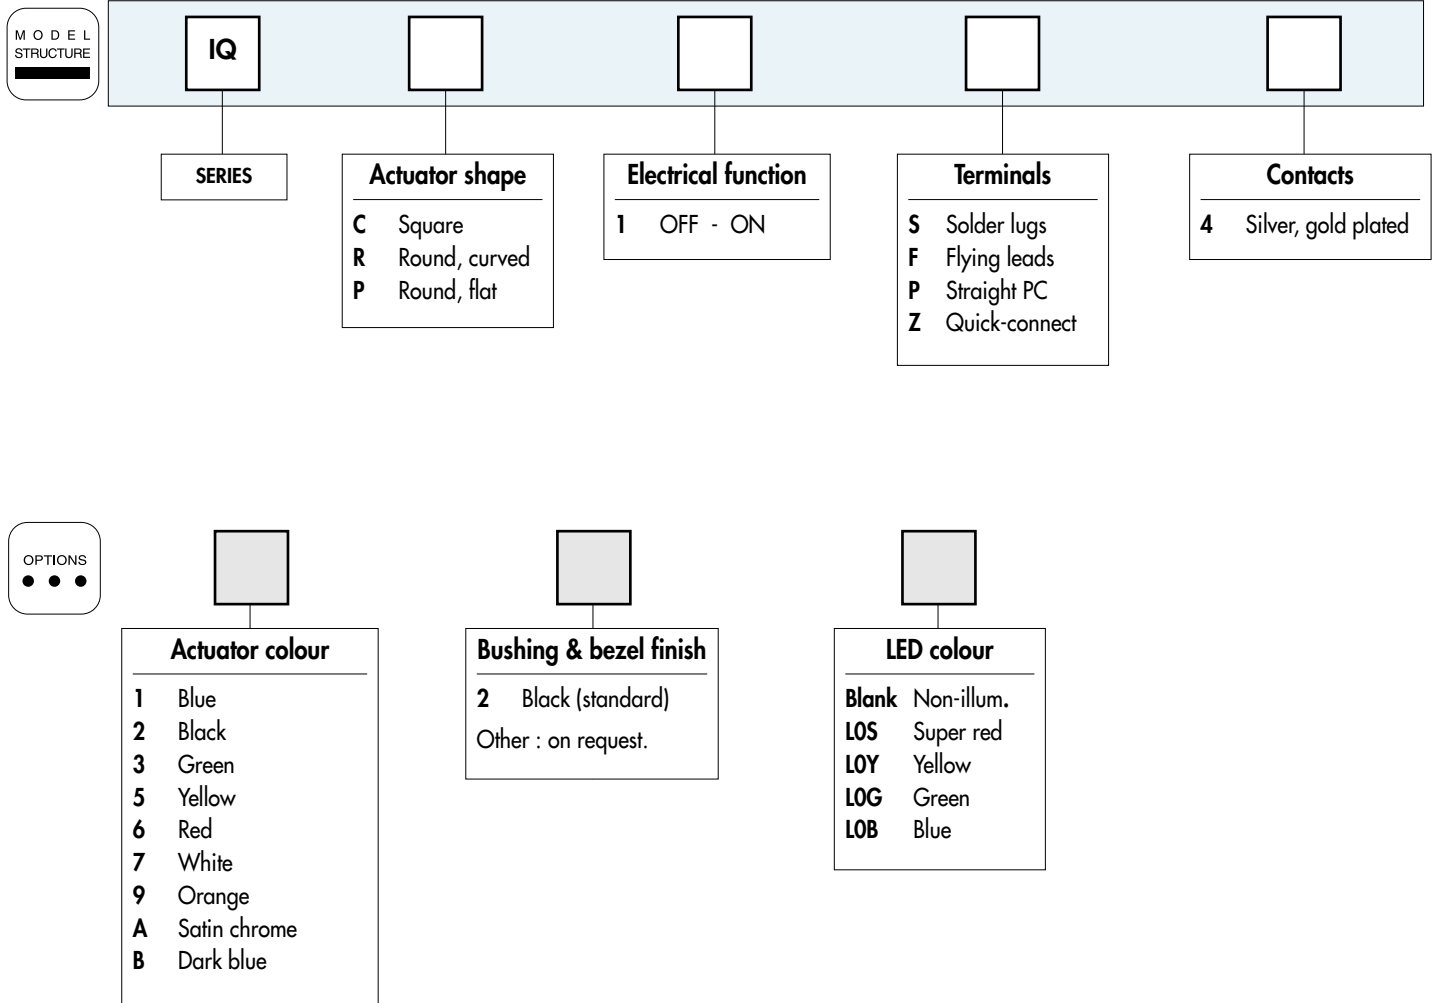 M O D E L
STRUCTURE
IQ
SERIES
Actuator shape
C Square
R Round, curved
P Round, flat
Electrical function
1 OFF - ON
Terminals
S Solder lugs
F Flying leads
P Straight PC
Z Quick-connect
Contacts
4 Silver, gold plated
OPTIONS
Actuator colour
1 Blue
2 Black
3 Green
5 Yellow
6 Red
7 White
9 Orange
A Satin chrome
B Dark blue
Bushing & bezel finish
2 Black (standard)
Other : on request.
LED colour
Blank Non-illum.
L0S Super red
L0Y Yellow
L0G Green
L0B Blue